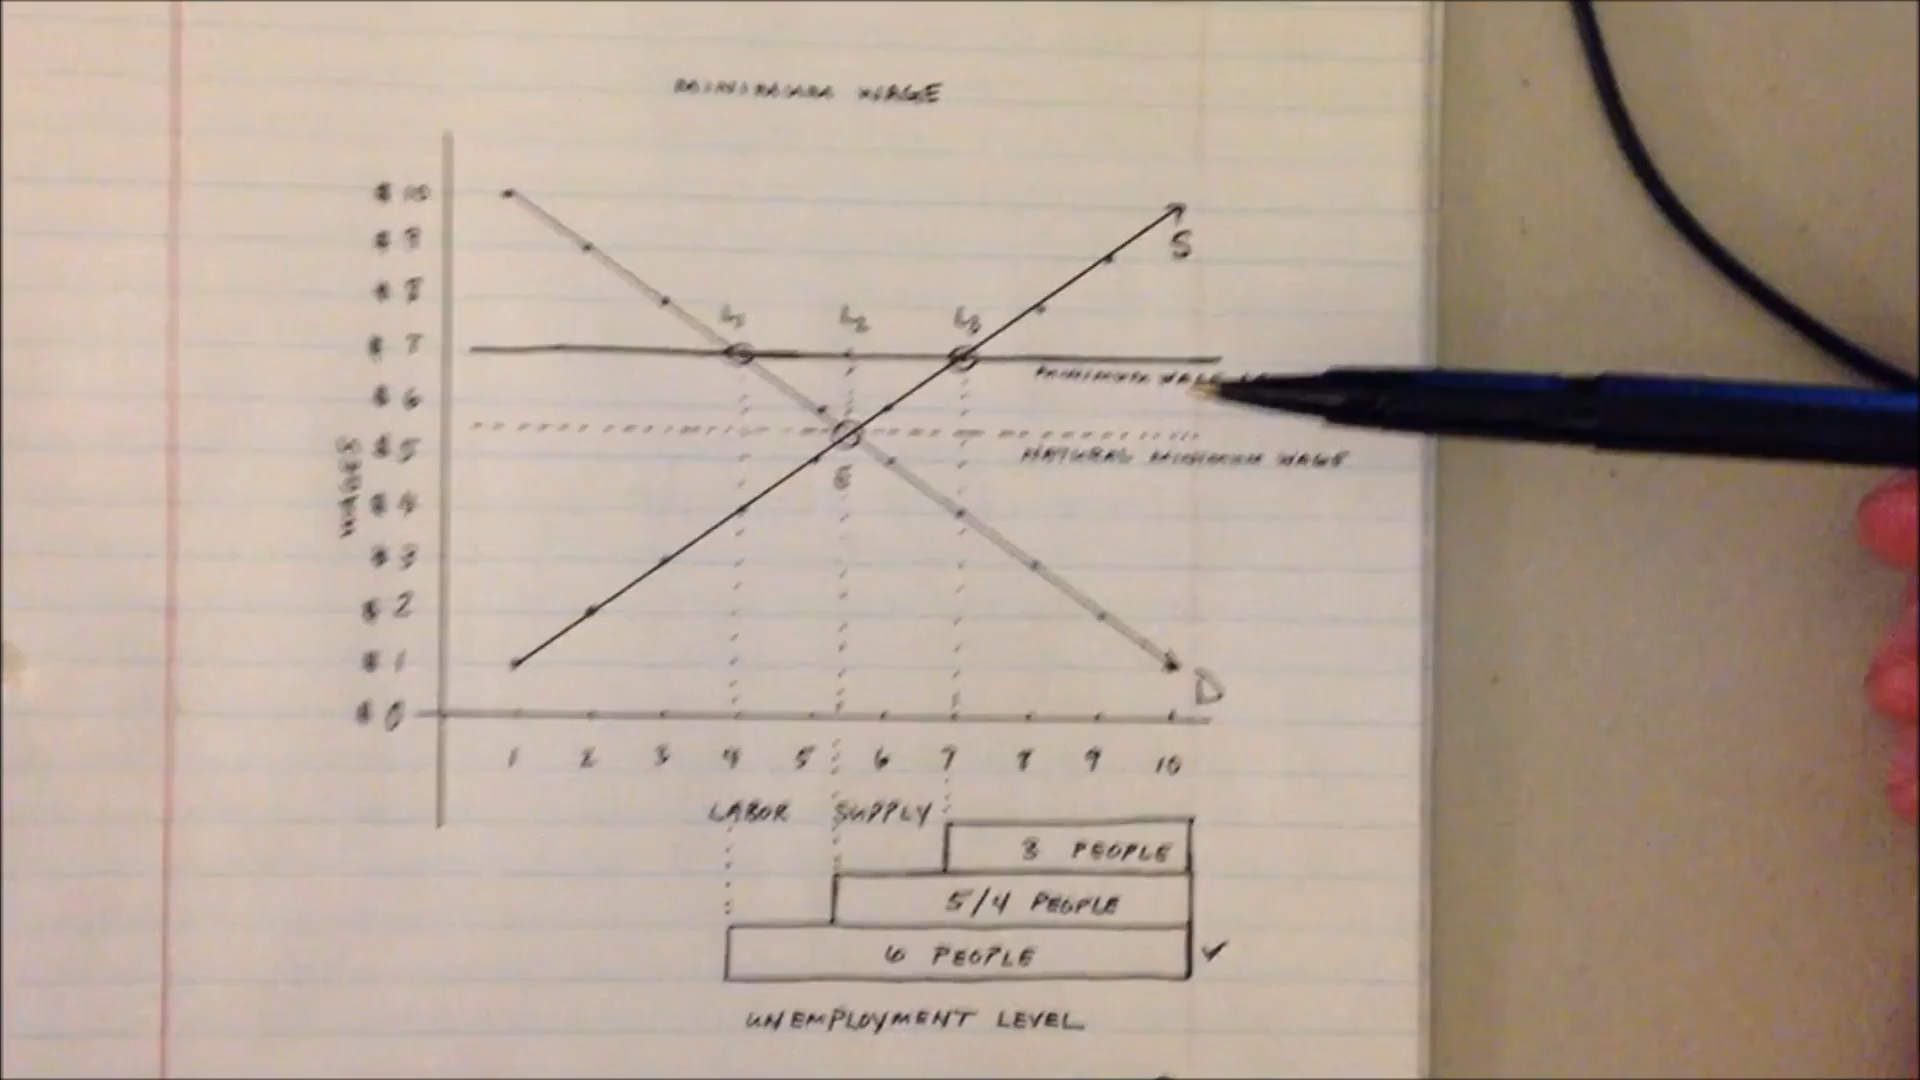 MINIMUM WAGE
$ 10
$ 9
$ 8
$ 7
$ 6
$ 5
$ 4
$ 3
$ 2
$ 1
$ 0
WAGES
L1 L2 L3
S
MINIMUM WAGE
NATURAL MINIMUM WAGE
E
D
1 2 3 4 5 6 7 8 9 10
LABOR SUPPLY
3 PEOPLE
5/4 PEOPLE
6 PEOPLE
UNEMPLOYMENT LEVEL